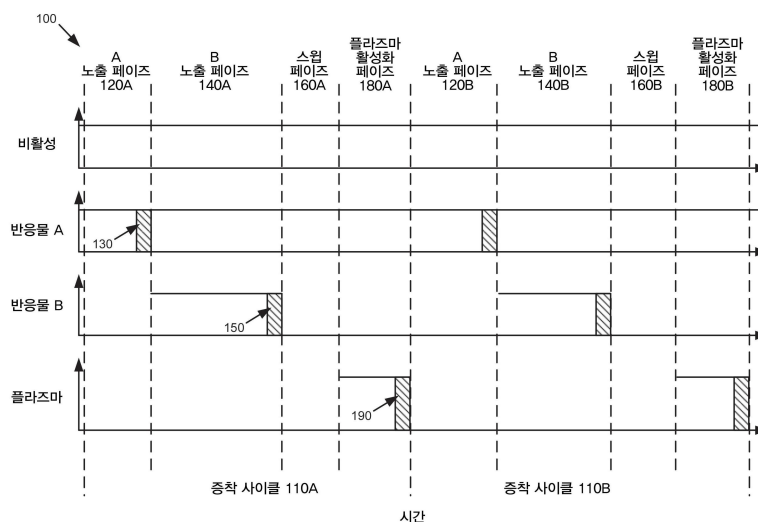 100
A
노출 페이즈
120A
B
노출 페이즈
140A
스윕
페이즈
160A
플라즈마
활성화
페이즈
180A
A
노출 페이즈
120B
B
노출 페이즈
140B
스윕
페이즈
160B
플라즈마
활성화
페이즈
180B
비활성
반응물 A
130
반응물 B
150
플라즈마
190
증착 사이클 110A
증착 사이클 110B
시간